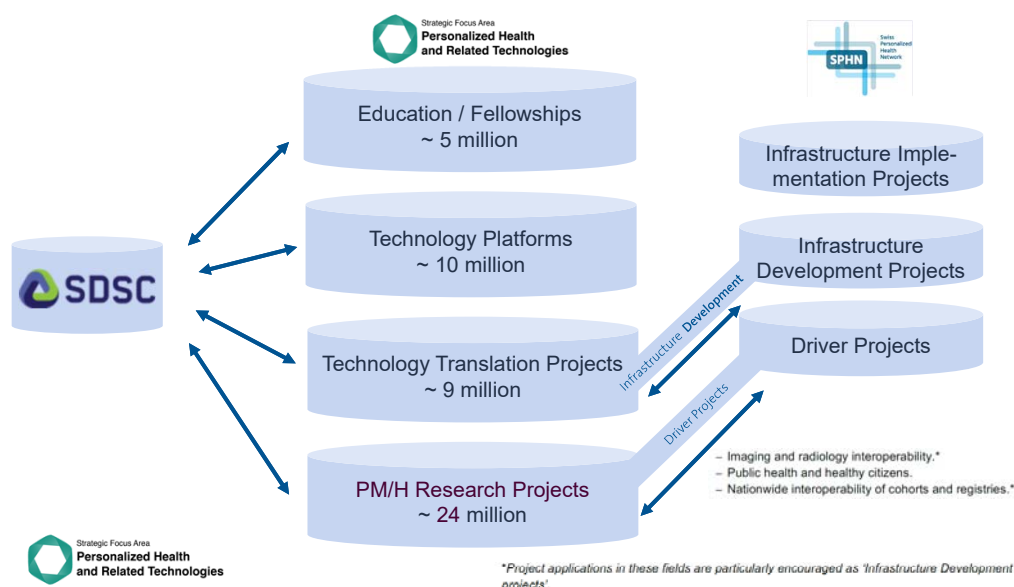 Strategic Focus Area
Personalized Health
and Related Technologies
SPHN
Swiss
Personalized
Health
Network
Education / Fellowships
~ 5 million
Infrastructure Imple-
mentation Projects
Technology Platforms
~ 10 million
Infrastructure
Development Projects
SDSC
Infrastructure Development
Technology Translation Projects
~ 9 million
Driver Projects
Driver Projects
– Imaging and radiology interoperability.*
– Public health and healthy citizens.
– Nationwide interoperability of cohorts and registries.*
PM/H Research Projects
~ 24 million
Strategic Focus Area
Personalized Health
and Related Technologies
*Project applications in these fields are particularly encouraged as ‘Infrastructure Development
projects’